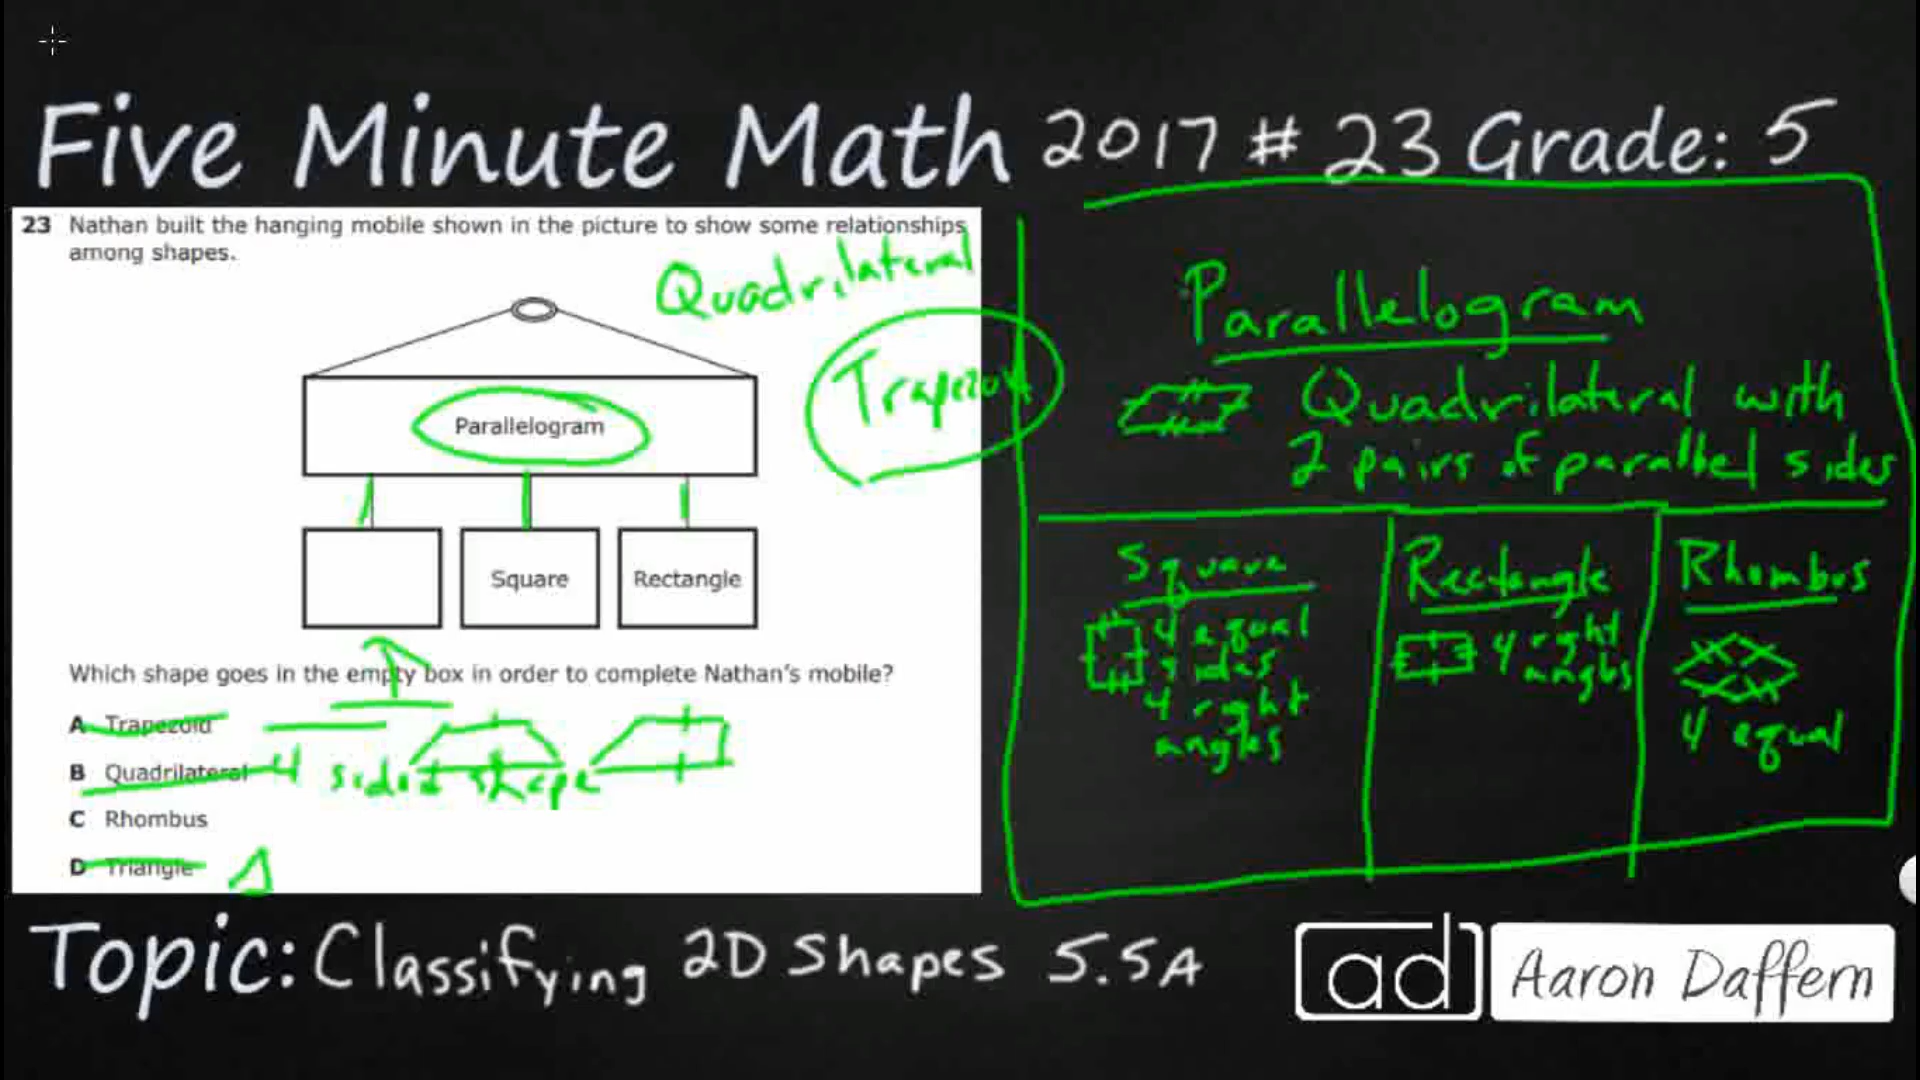 Five Minute Math 2017 # 23 Grade: 5
23 Nathan built the hanging mobile shown in the picture to show some relationships
among shapes.
Quadrilateral
Trapezoid
Parallelogram
Square
Rectangle
Which shape goes in the empty box in order to complete Nathan's mobile?
A Trapezoid
B Quadrilateral 4 sided shape
C Rhombus
D Triangle
Parallelogram
Quadrilateral with
2 pairs of parallel sides
Square
4 equal
sides
4 right
angles
Rectangle
4 right
angles
Rhombus
4 equal
Topic: Classifying 2D Shapes 5.5A
ad Aaron Daffern